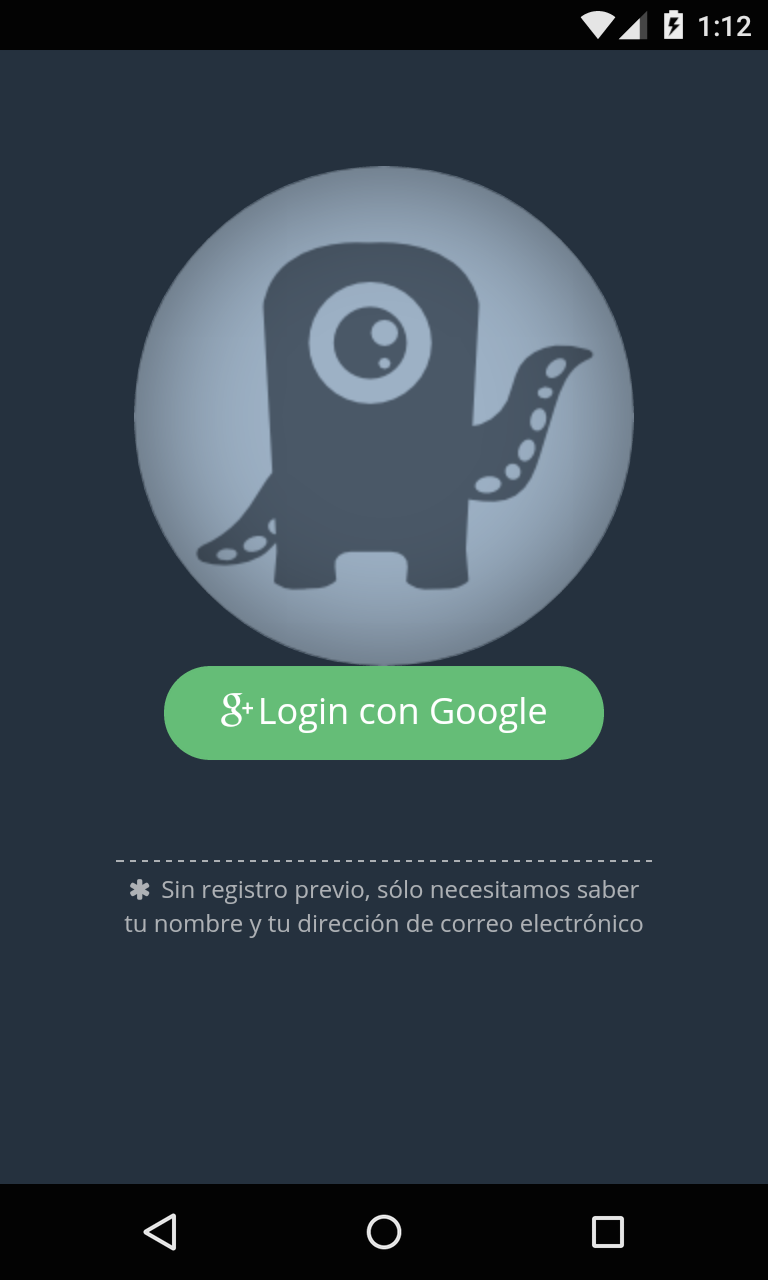 1:12
g+ Login con Google
✱ Sin registro previo, sólo necesitamos saber
tu nombre y tu dirección de correo electrónico